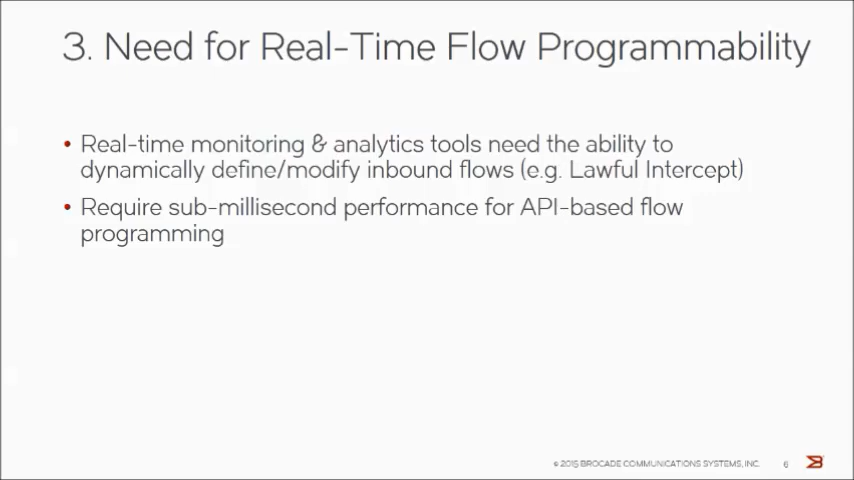 3. Need for Real-Time Flow Programmability
• Real-time monitoring & analytics tools need the ability to
dynamically define/modify inbound flows (e.g. Lawful Intercept)
• Require sub-millisecond performance for API-based flow
programming
© 2015 BROCADE COMMUNICATIONS SYSTEMS, INC. 6